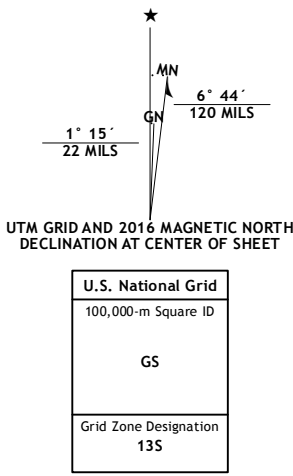 ★
MN
GN
6° 44´
120 MILS
1° 15´
22 MILS
UTM GRID AND 2016 MAGNETIC NORTH
DECLINATION AT CENTER OF SHEET
U.S. National Grid
100,000-m Square ID
GS
Grid Zone Designation
13S